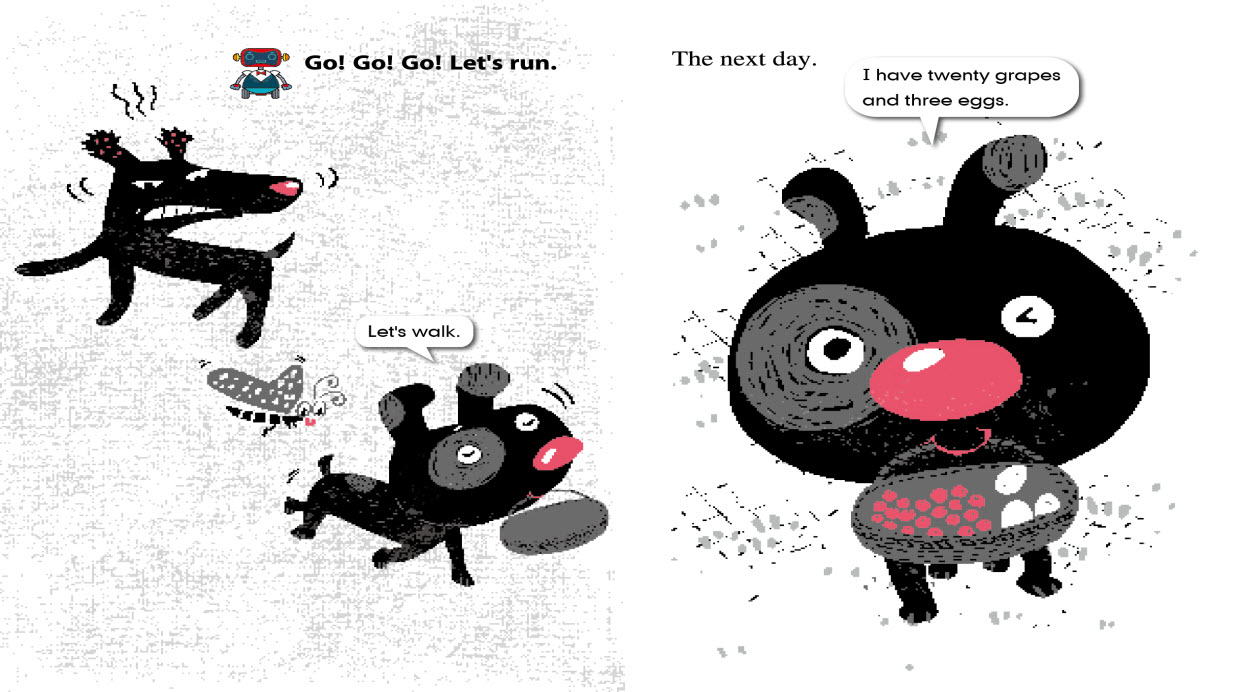 Go! Go! Go! Let's run.
Let's walk.
The next day.
I have twenty grapes
and three eggs.